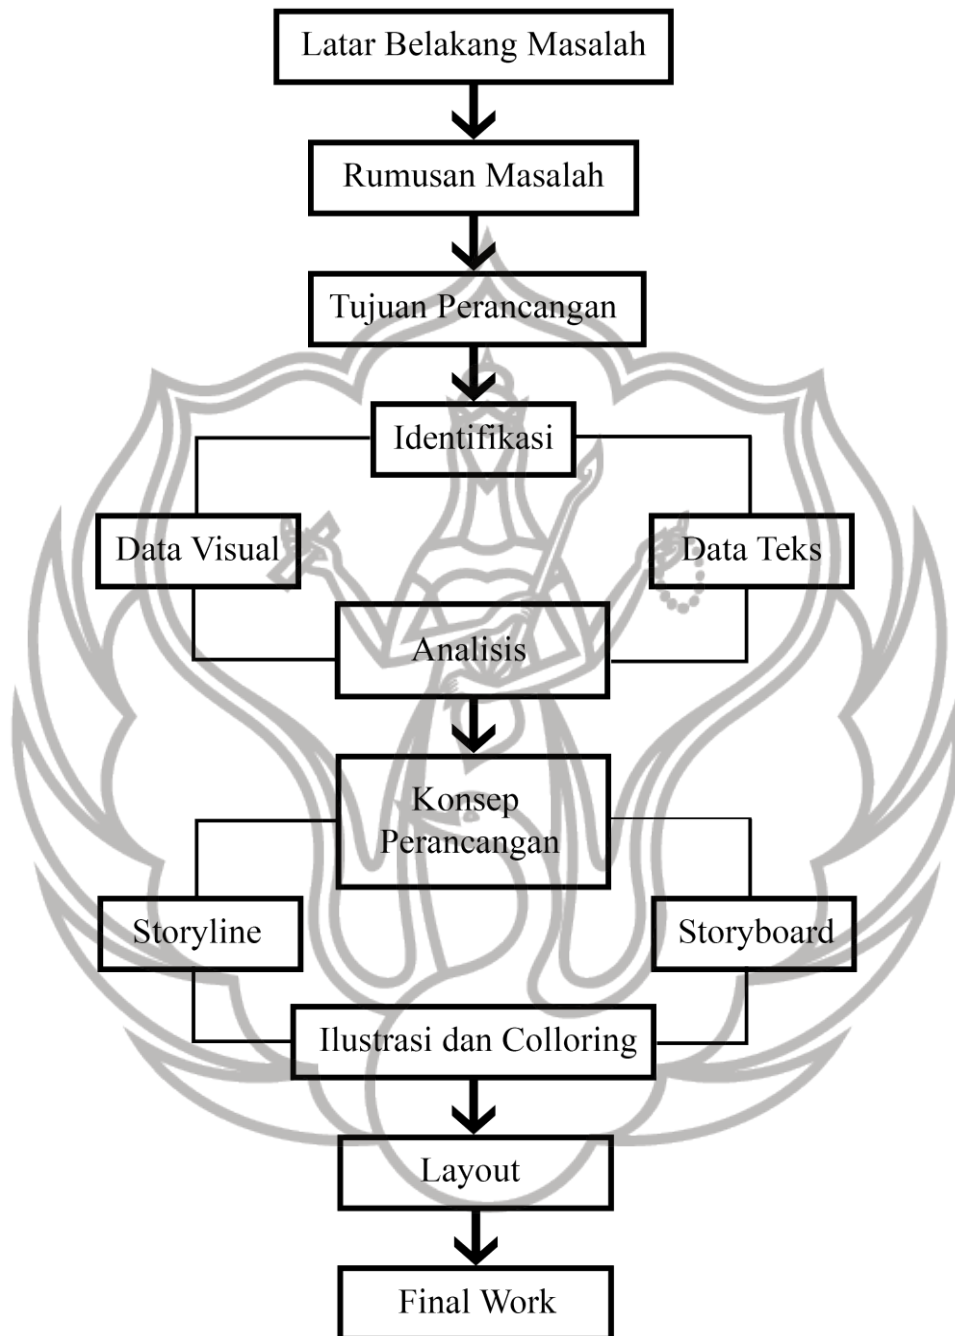 Latar Belakang Masalah
Rumusan Masalah
Tujuan Perancangan
Identifikasi
Data Visual
Data Teks
Analisis
Konsep
Perancangan
Storyline
Storyboard
Ilustrasi dan Colloring
Layout
Final Work